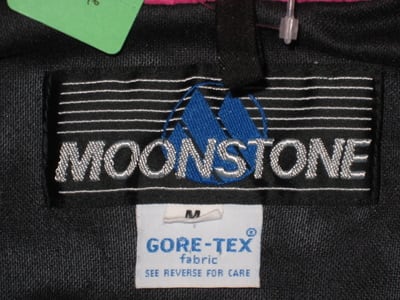 MOONSTONE
M
GORE-TEX®
fabric
SEE REVERSE FOR CARE